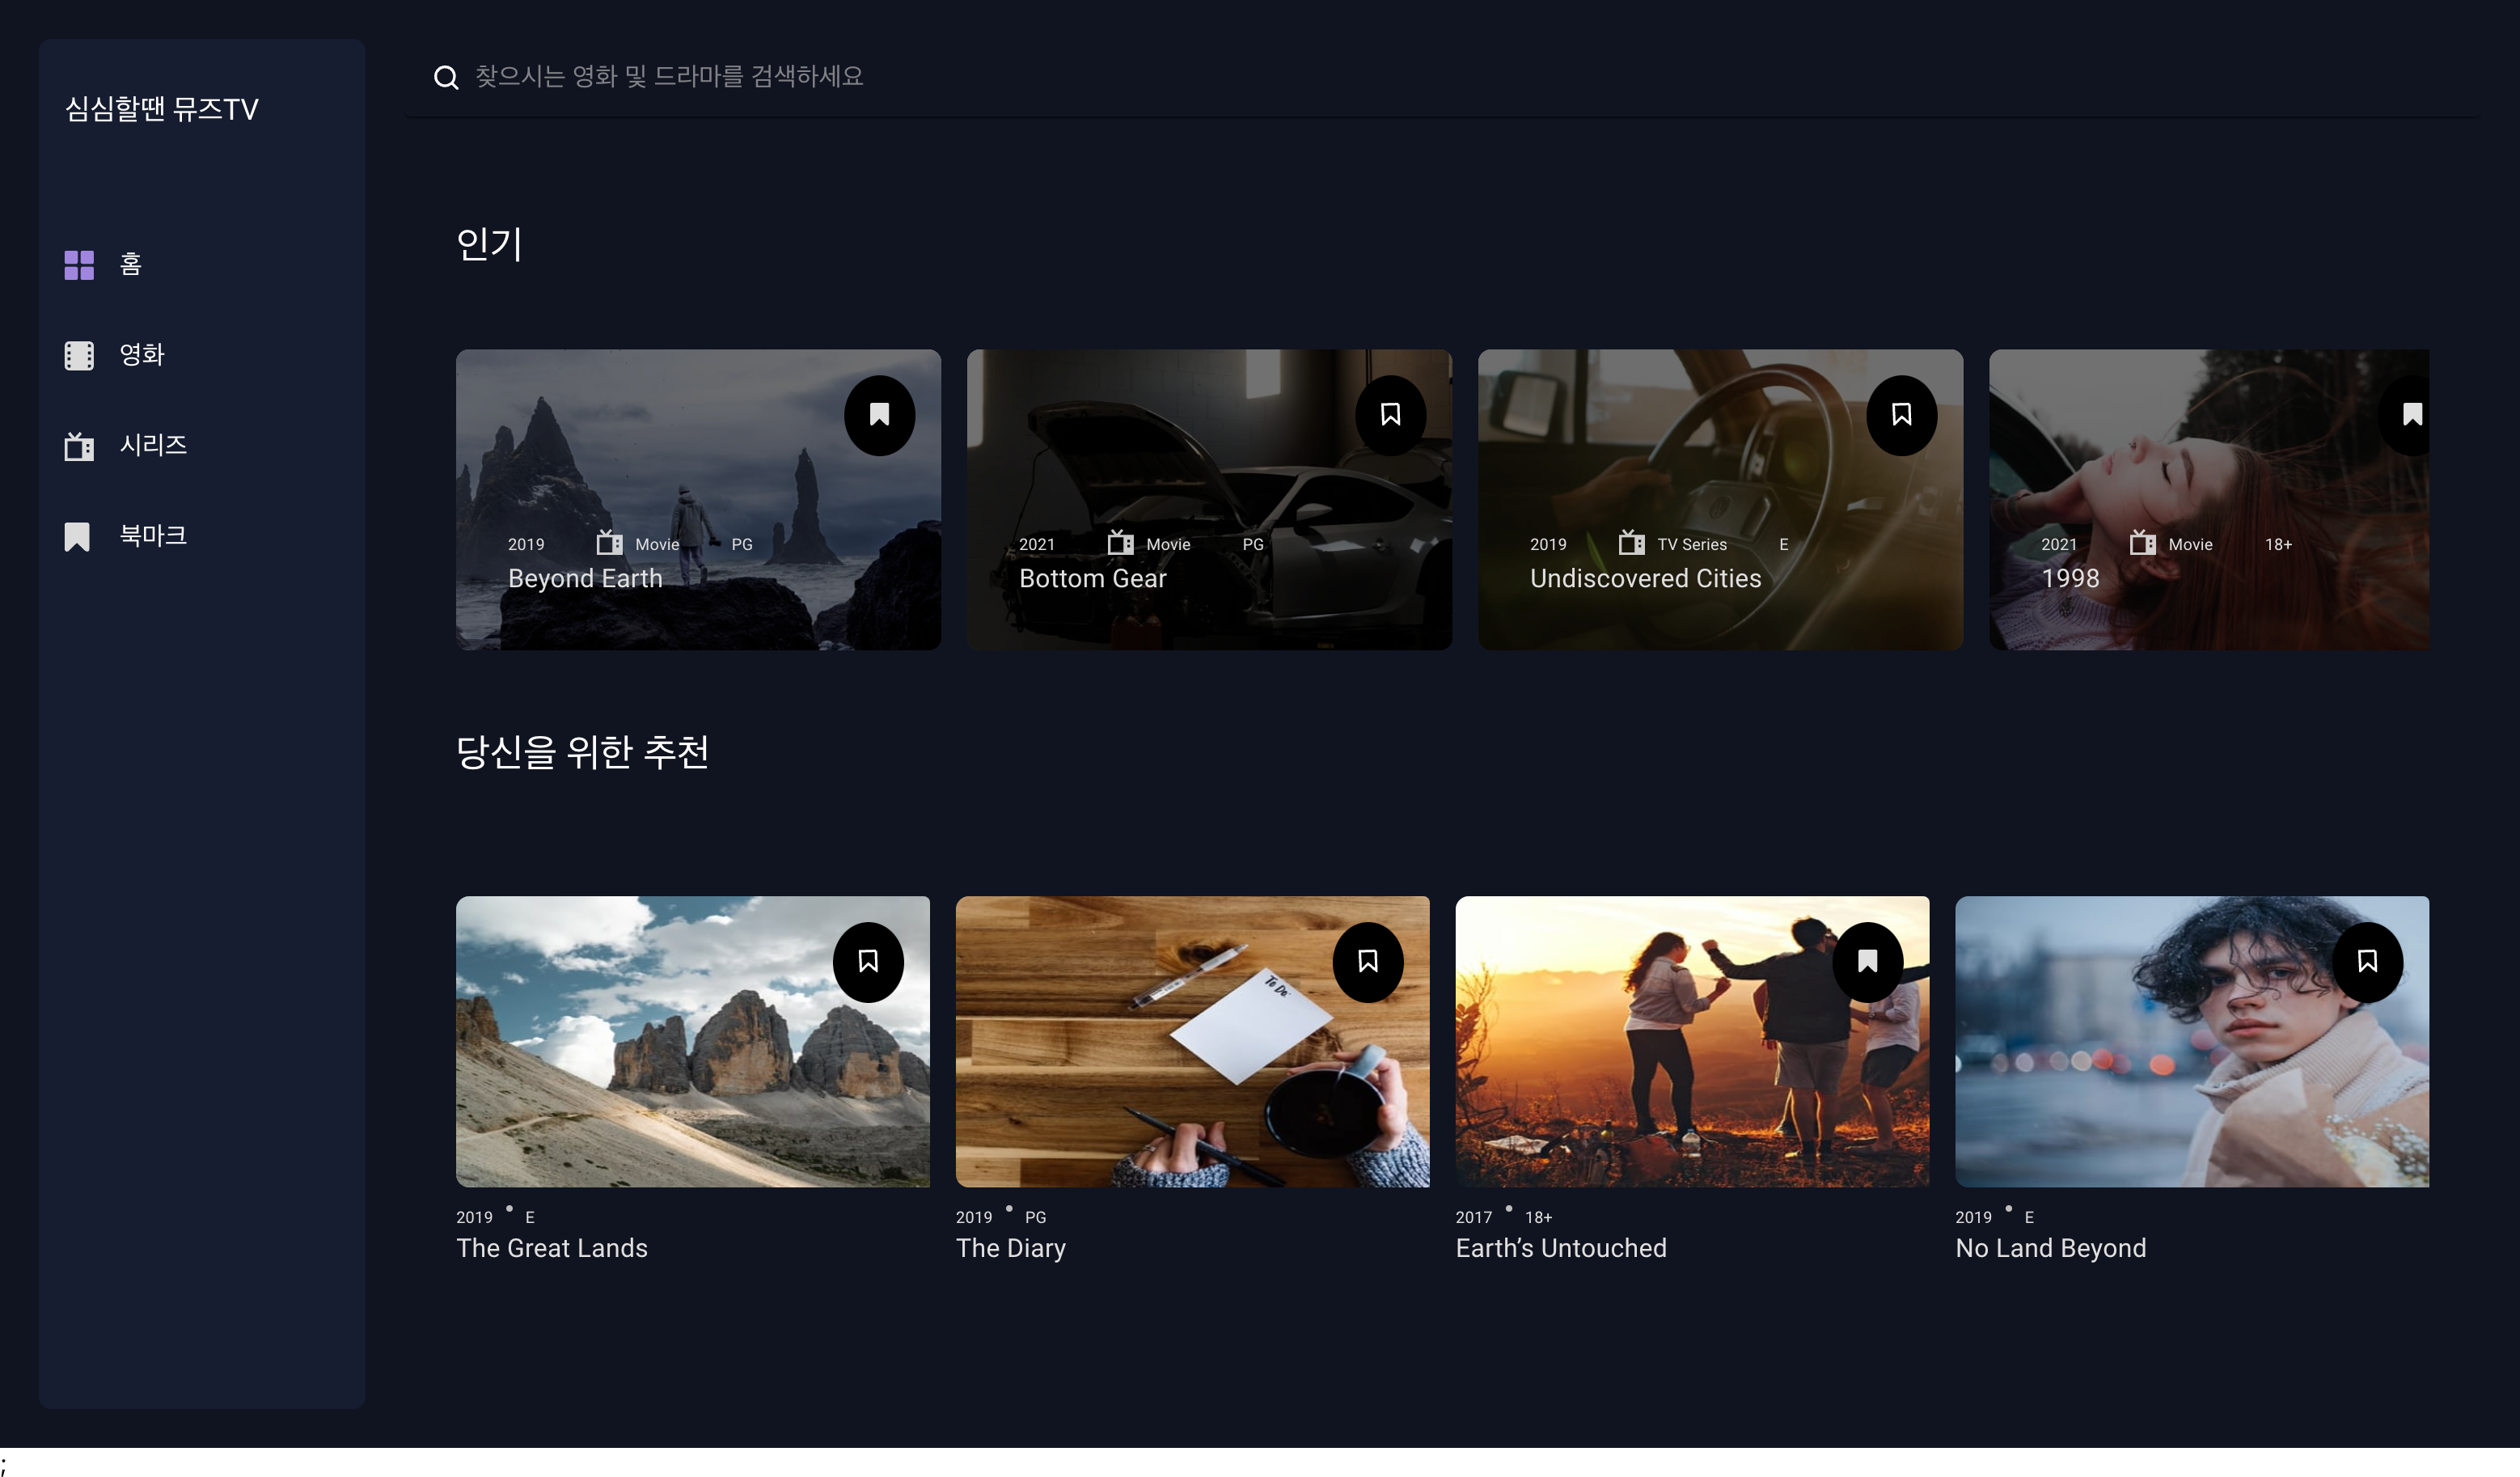 심심할땐 뮤즈TV
홈
영화
시리즈
북마크
찾으시는 영화 및 드라마를 검색하세요
인기
2019 Movie PG
Beyond Earth
2021 Movie PG
Bottom Gear
2019 TV Series E
Undiscovered Cities
2021 Movie 18+
1998
당신을 위한 추천
To Do:
2019 • E
The Great Lands
2019 • PG
The Diary
2017 • 18+
Earth’s Untouched
2019 • E
No Land Beyond
;